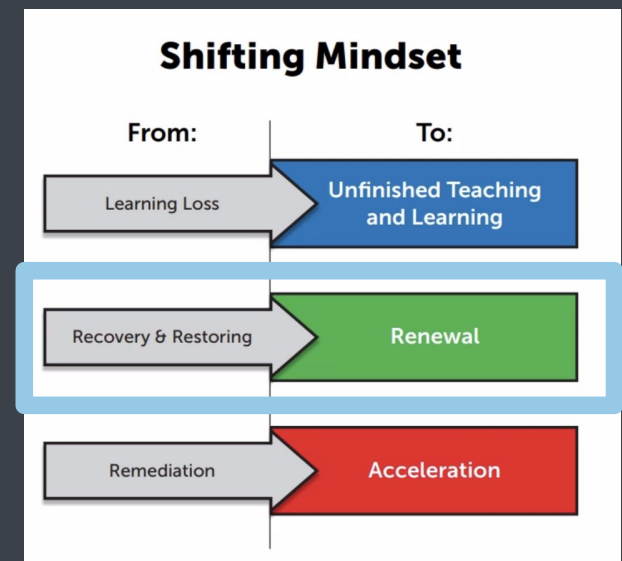 Shifting Mindset
From:
To:
Learning Loss
Unfinished Teaching
and Learning
Recovery & Restoring
Renewal
Remediation
Acceleration